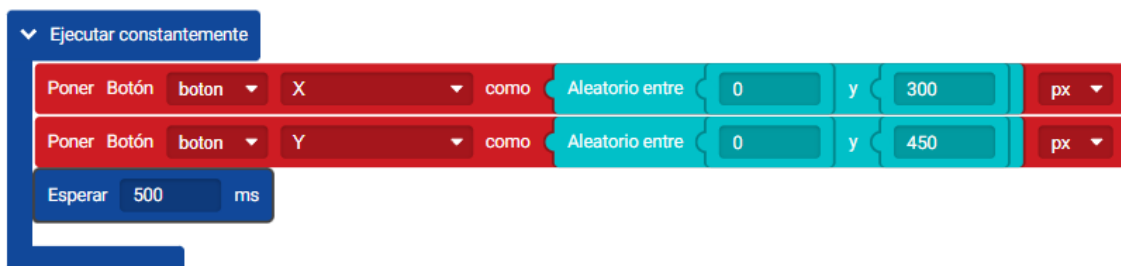 Ejecutar constantemente
Poner Botón boton X como Aleatorio entre 0 y 300 px
Poner Botón boton Y como Aleatorio entre 0 y 450 px
Esperar 500 ms